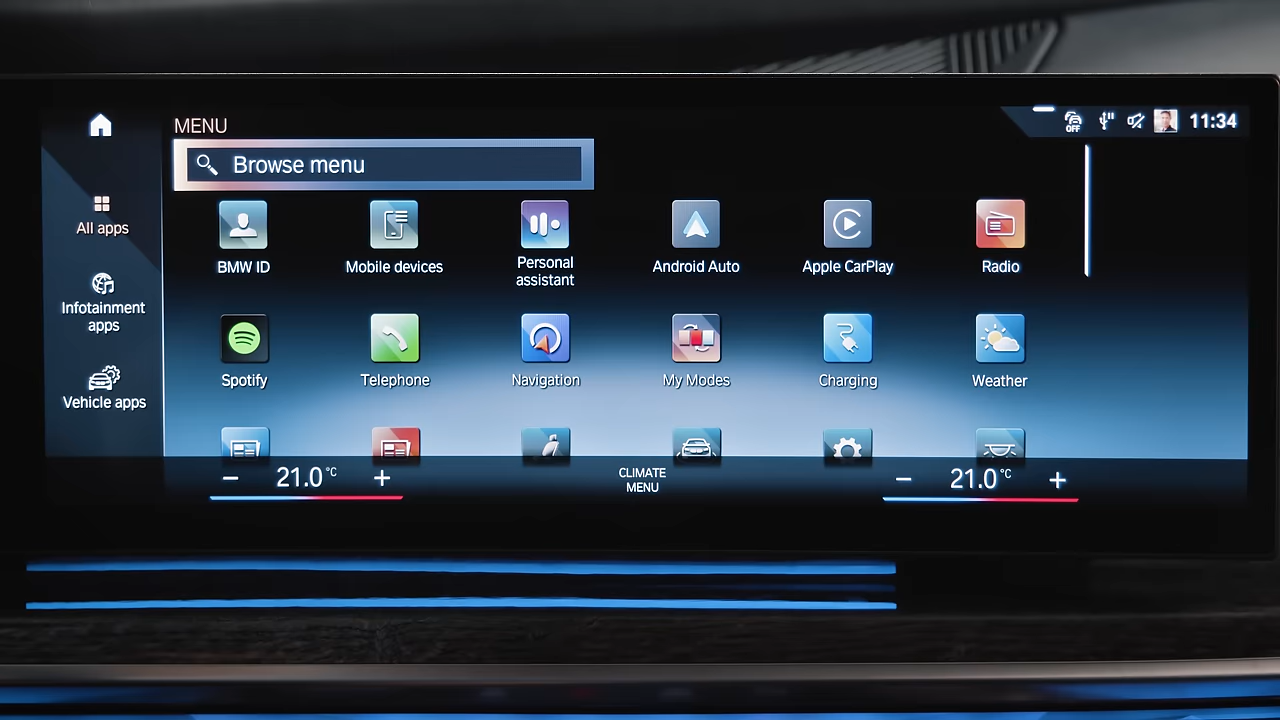 MENU
OFF
11:34
Browse menu
All apps
Infotainment
apps
Vehicle apps
BMW ID
Mobile devices
Personal
assistant
Android Auto
Apple CarPlay
Radio
Spotify
Telephone
Navigation
My Modes
Charging
Weather
− 21.0 °C +
CLIMATE
MENU
− 21.0 °C +